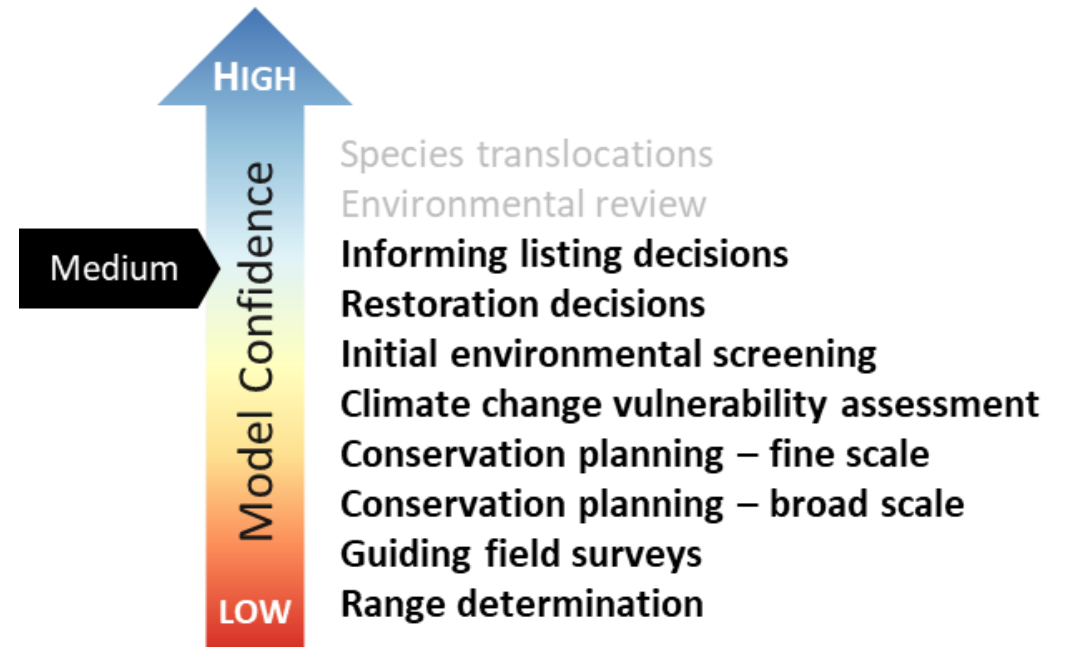 HIGH
Species translocations
Environmental review
Informing listing decisions
Medium
Restoration decisions
Initial environmental screening
Climate change vulnerability assessment
Conservation planning – fine scale
Conservation planning – broad scale
Guiding field surveys
Range determination
Model Confidence
LOW